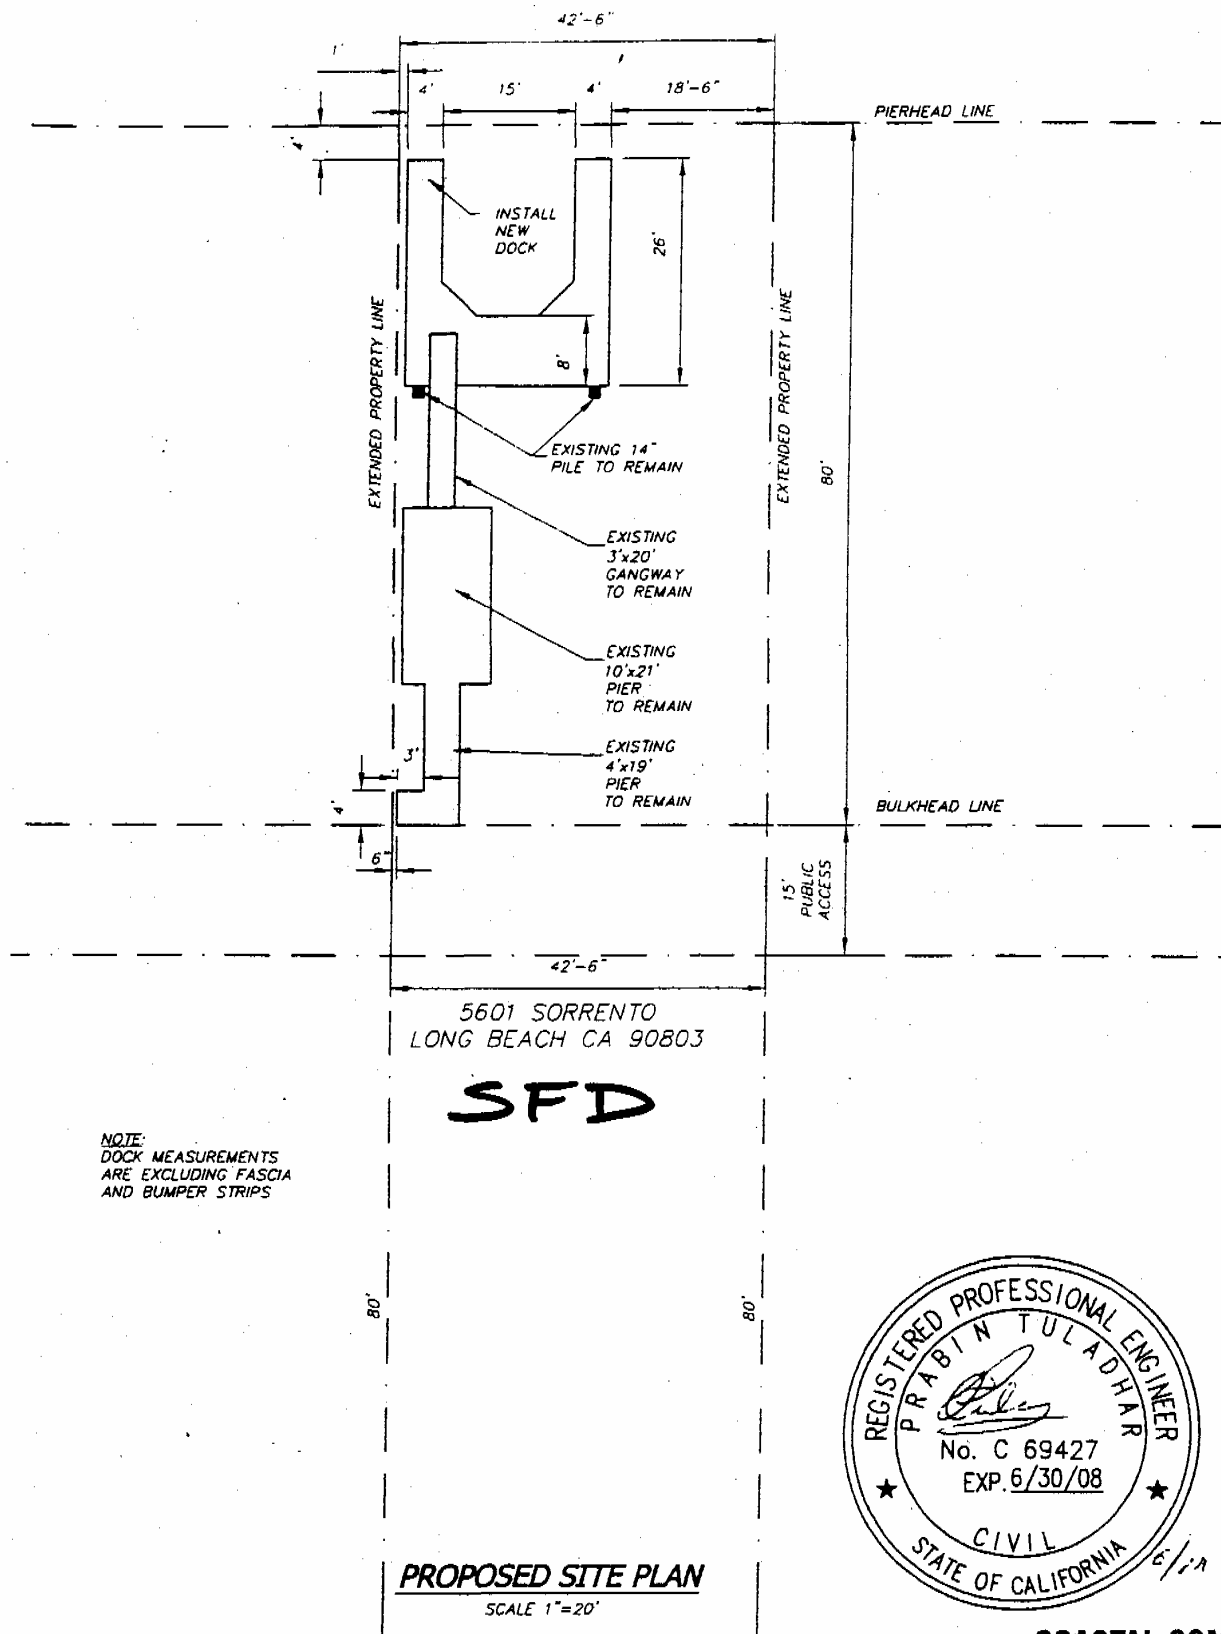 42'-6"
1'
4'
15'
4'
18'-6"
PIERHEAD LINE
4'
INSTALL
NEW
DOCK
26'
EXTENDED PROPERTY LINE
EXTENDED PROPERTY LINE
8'
EXISTING 14"
PILE TO REMAIN
80'
EXISTING
3'x20'
GANGWAY
TO REMAIN
EXISTING
10'x21'
PIER
TO REMAIN
3'
EXISTING
4'x19'
PIER
TO REMAIN
4'
BULKHEAD LINE
6"
15'
PUBLIC
ACCESS
42'-6"
5601 SORRENTO
LONG BEACH CA 90803
SFD
NOTE:
DOCK MEASUREMENTS
ARE EXCLUDING FASCIA
AND BUMPER STRIPS
80'
80'
REGISTERED PROFESSIONAL ENGINEER
PRABIN TULADHAR
No. C 69427
EXP. 6/30/08
CIVIL
STATE OF CALIFORNIA
PROPOSED SITE PLAN
SCALE 1"=20'